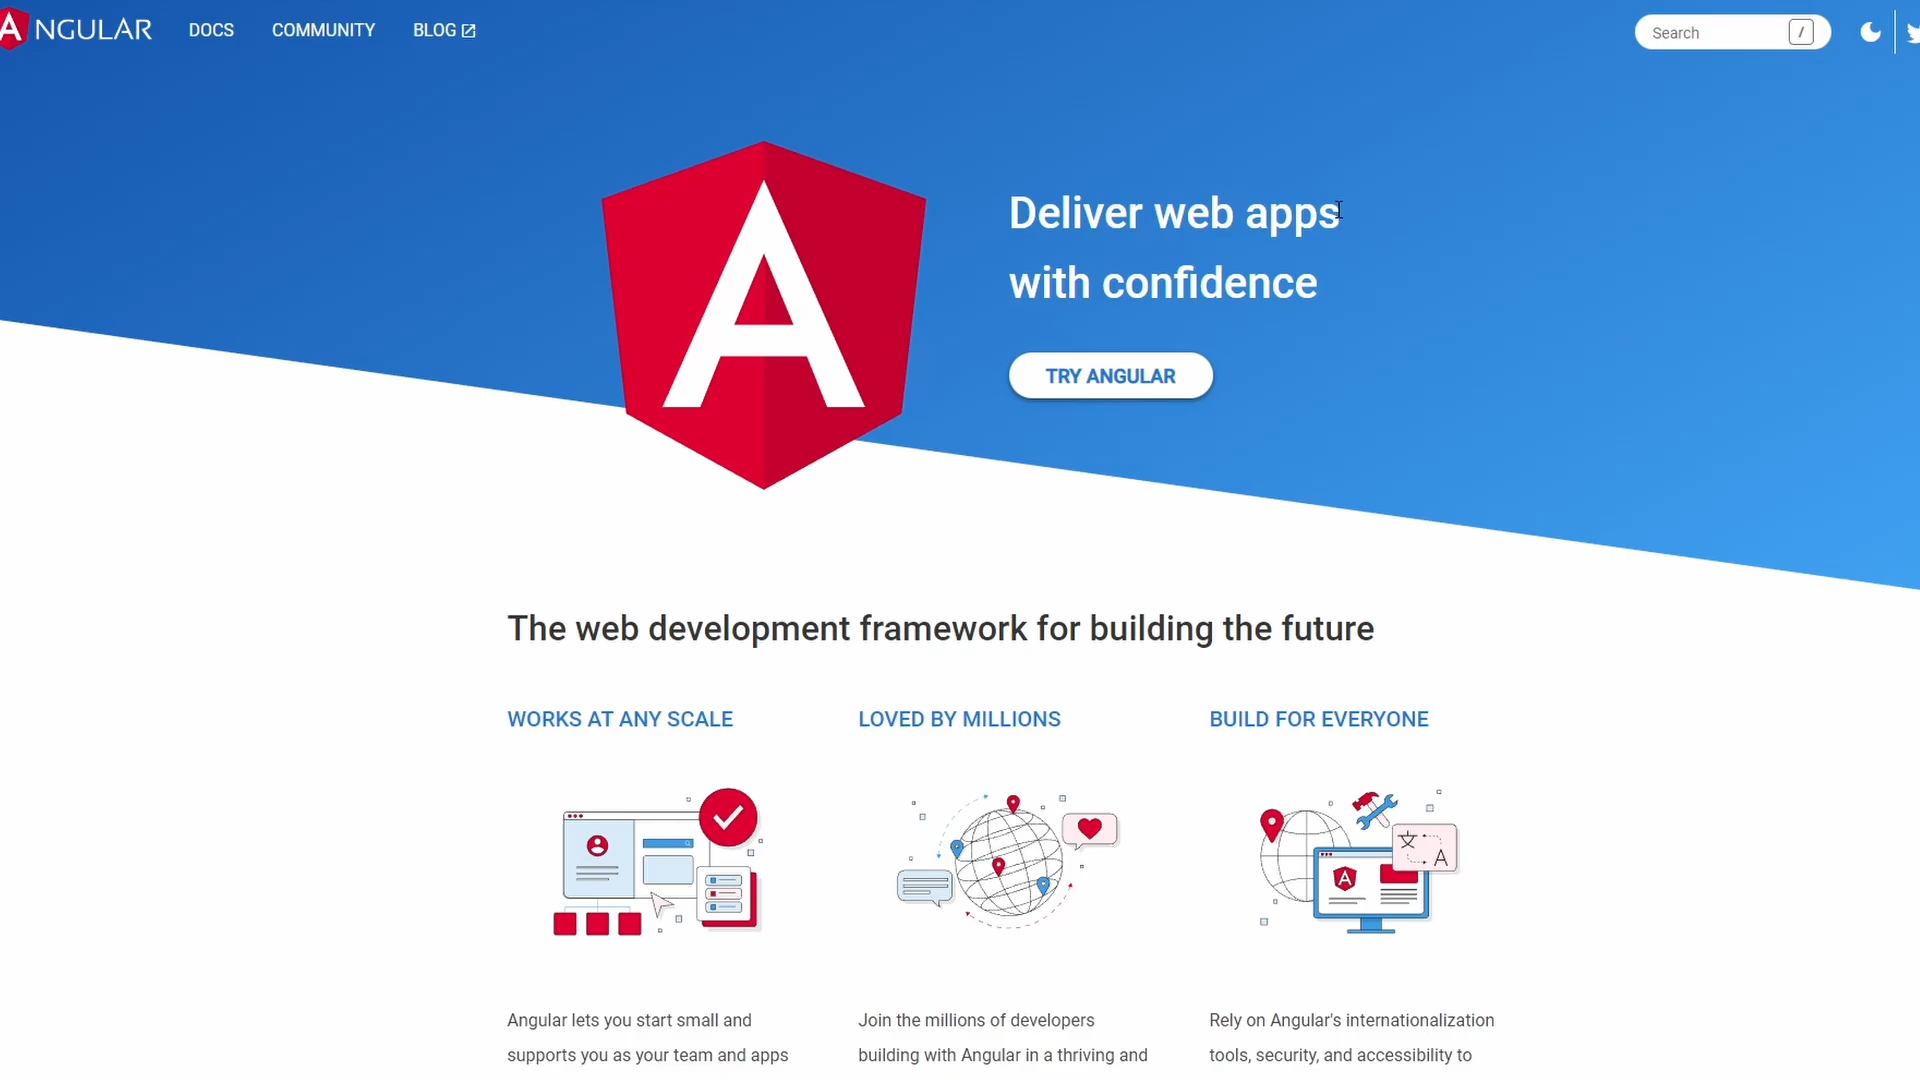 ANGULAR DOCS COMMUNITY BLOG Search /
A
Deliver web apps
with confidence
TRY ANGULAR
The web development framework for building the future
WORKS AT ANY SCALE LOVED BY MILLIONS BUILD FOR EVERYONE
文 A
A
Angular lets you start small and
supports you as your team and apps
Join the millions of developers
building with Angular in a thriving and
Rely on Angular's internationalization
tools, security, and accessibility to